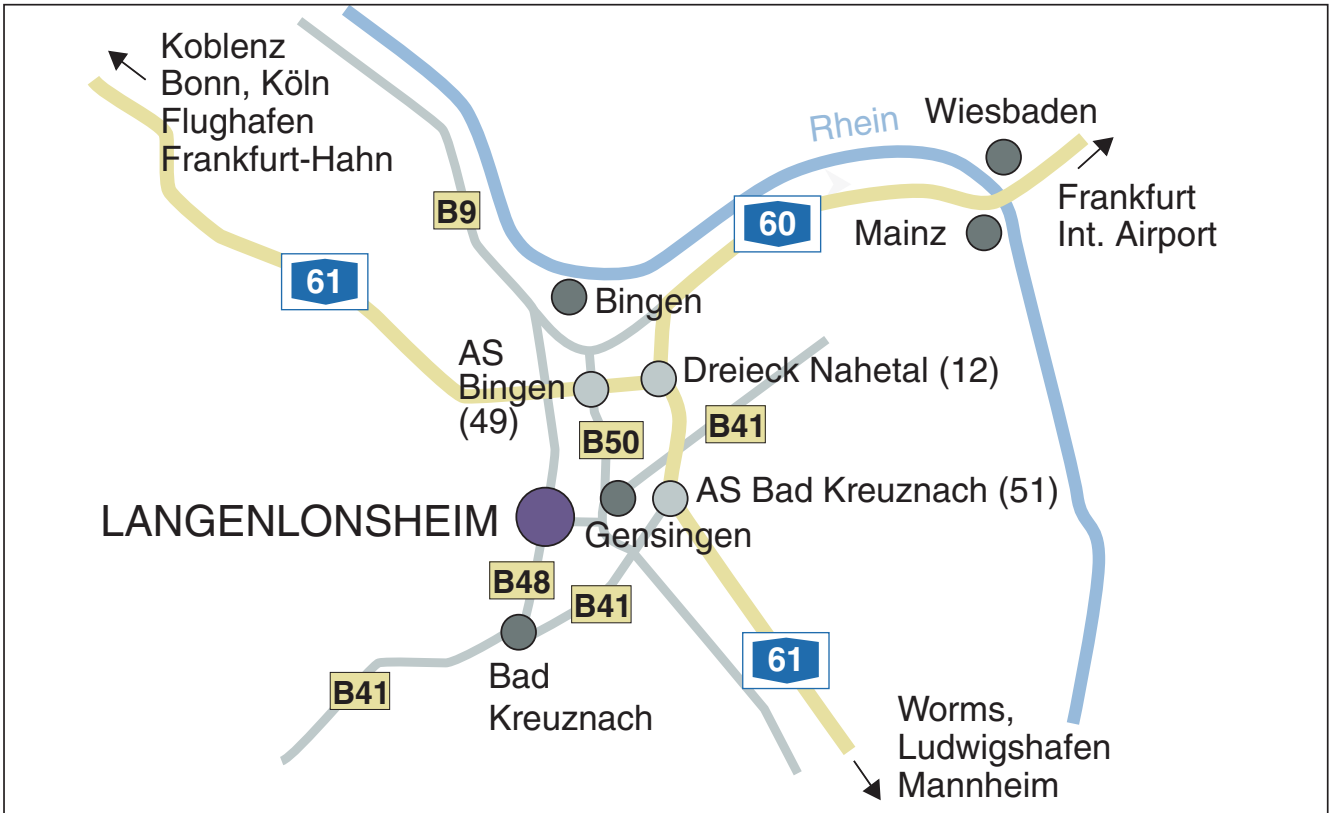 Koblenz
Bonn, Köln
Flughafen
Frankfurt-Hahn
Rhein
Wiesbaden
B9
60
Mainz
Frankfurt
Int. Airport
61
Bingen
AS
Bingen
(49)
Dreieck Nahetal (12)
B50
B41
AS Bad Kreuznach (51)
LANGENLONSHEIM
Gensingen
B48
B41
61
B41
Bad
Kreuznach
Worms,
Ludwigshafen
Mannheim